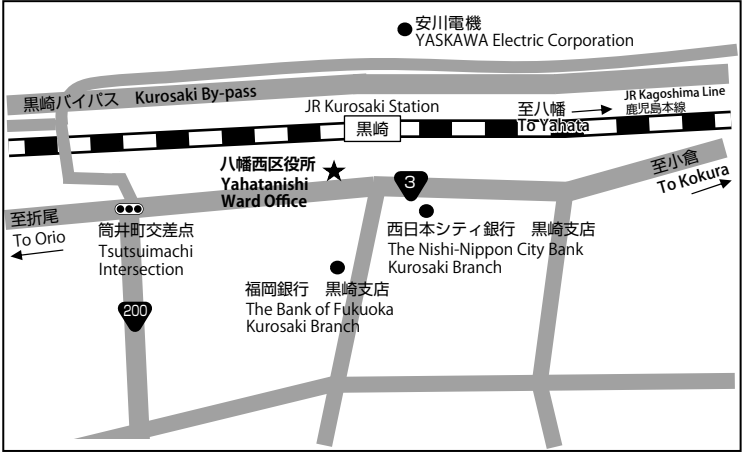 安川電機
YASKAWA Electric Corporation
黒崎バイパス Kurosaki By-pass
JR Kurosaki Station
黒崎
至八幡
To Yahata
JR Kagoshima Line
鹿児島本線
八幡西区役所
Yahatanishi
Ward Office
3
至小倉
To Kokura
至折尾
To Orio
筒井町交差点
Tsutsuimachi
Intersection
西日本シティ銀行 黒崎支店
The Nishi-Nippon City Bank
Kurosaki Branch
福岡銀行 黒崎支店
The Bank of Fukuoka
Kurosaki Branch
200